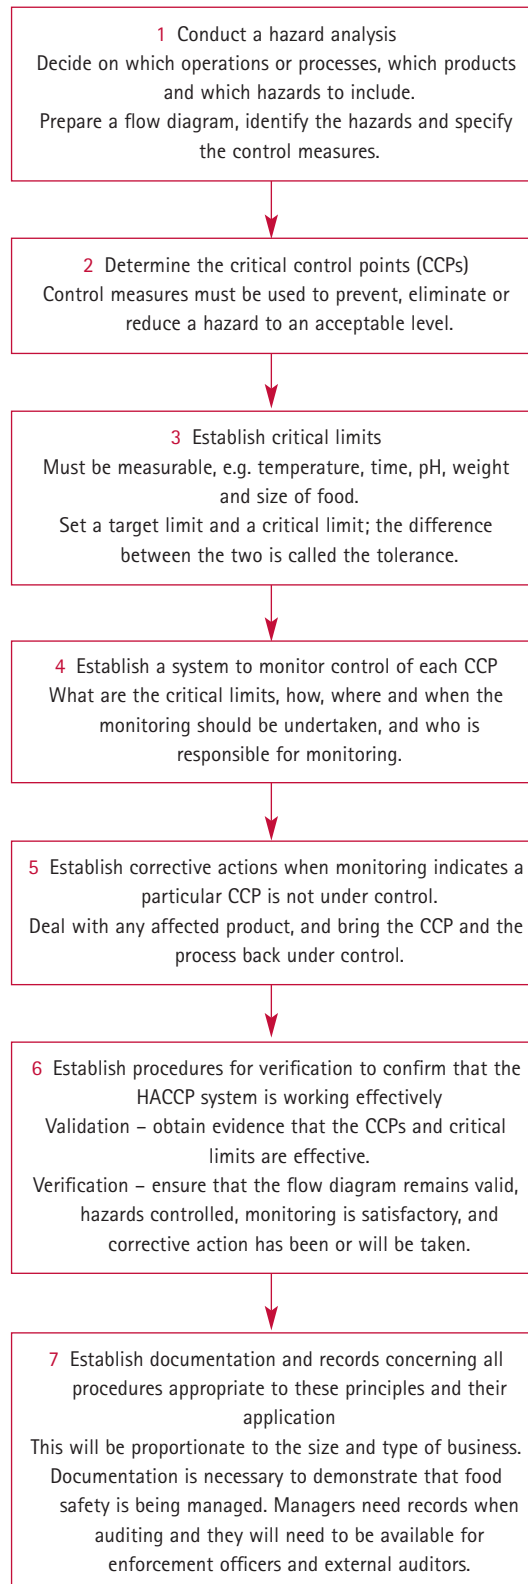 1 Conduct a hazard analysis
Decide on which operations or processes, which products
and which hazards to include.
Prepare a flow diagram, identify the hazards and specify
the control measures.
2 Determine the critical control points (CCPs)
Control measures must be used to prevent, eliminate or
reduce a hazard to an acceptable level.
3 Establish critical limits
Must be measurable, e.g. temperature, time, pH, weight
and size of food.
Set a target limit and a critical limit; the difference
between the two is called the tolerance.
4 Establish a system to monitor control of each CCP
What are the critical limits, how, where and when the
monitoring should be undertaken, and who is
responsible for monitoring.
5 Establish corrective actions when monitoring indicates a
particular CCP is not under control.
Deal with any affected product, and bring the CCP and the
process back under control.
6 Establish procedures for verification to confirm that the
HACCP system is working effectively
Validation – obtain evidence that the CCPs and critical
limits are effective.
Verification – ensure that the flow diagram remains valid,
hazards controlled, monitoring is satisfactory, and
corrective action has been or will be taken.
7 Establish documentation and records concerning all
procedures appropriate to these principles and their
application
This will be proportionate to the size and type of business.
Documentation is necessary to demonstrate that food
safety is being managed. Managers need records when
auditing and they will need to be available for
enforcement officers and external auditors.